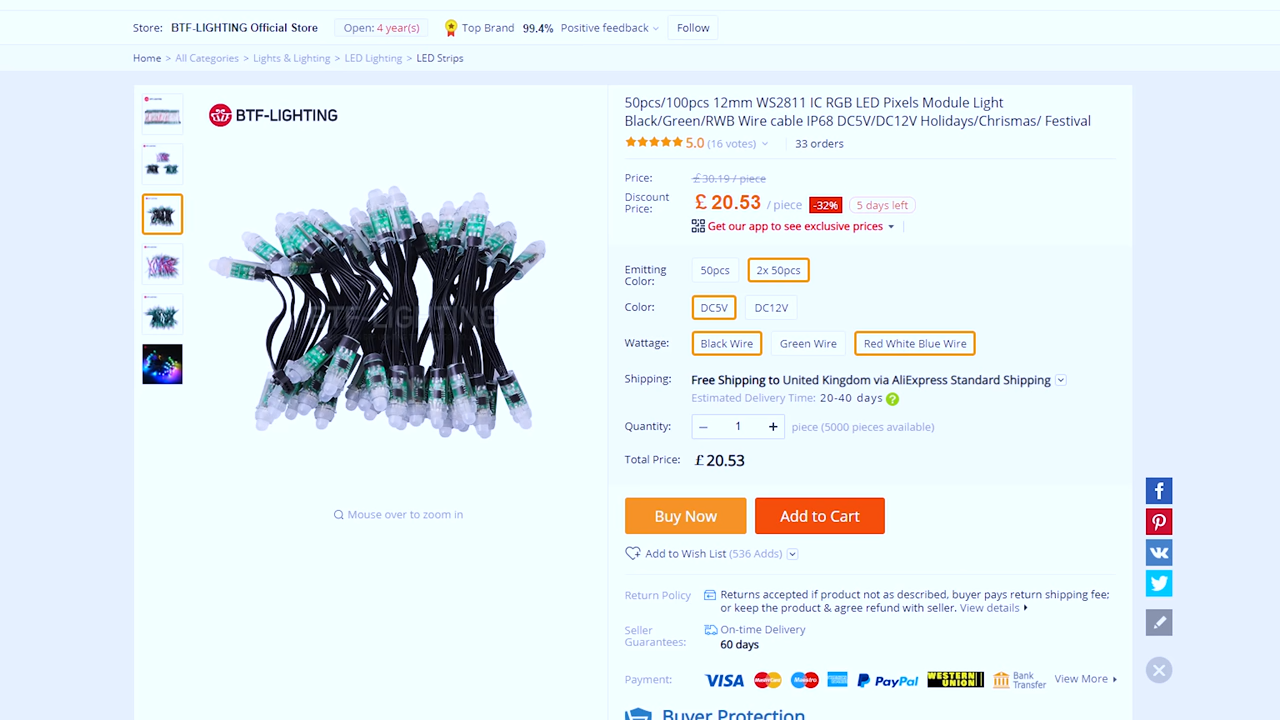 Store: BTF-LIGHTING Official Store Open: 4 year(s) Top Brand 99.4% Positive feedback Follow
Home > All Categories > Lights & Lighting > LED Lighting > LED Strips
BTF-LIGHTING
50pcs/100pcs 12mm WS2811 IC RGB LED Pixels Module Light
Black/Green/RWB Wire cable IP68 DC5V/DC12V Holidays/Chrismas/ Festival
5.0 (16 votes) 33 orders
Price: £30.19 / piece
Discount Price: £ 20.53 / piece -32% 5 days left
Get our app to see exclusive prices
Emitting Color: 50pcs 2x 50pcs
Color: DC5V DC12V
Wattage: Black Wire Green Wire Red White Blue Wire
BTF-LIGHTING
Shipping: Free Shipping to United Kingdom via AliExpress Standard Shipping
Estimated Delivery Time: 20-40 days ?
Quantity: − 1 + piece (5000 pieces available)
Total Price: £ 20.53
Mouse over to zoom in
Buy Now Add to Cart
Add to Wish List (536 Adds)
Return Policy Returns accepted if product not as described, buyer pays return shipping fee;
or keep the product & agree refund with seller. View details
Seller Guarantees: On-time Delivery
60 days
Payment: VISA MasterCard Maestro PayPal WESTERN UNION Bank Transfer View More
Buyer Protection